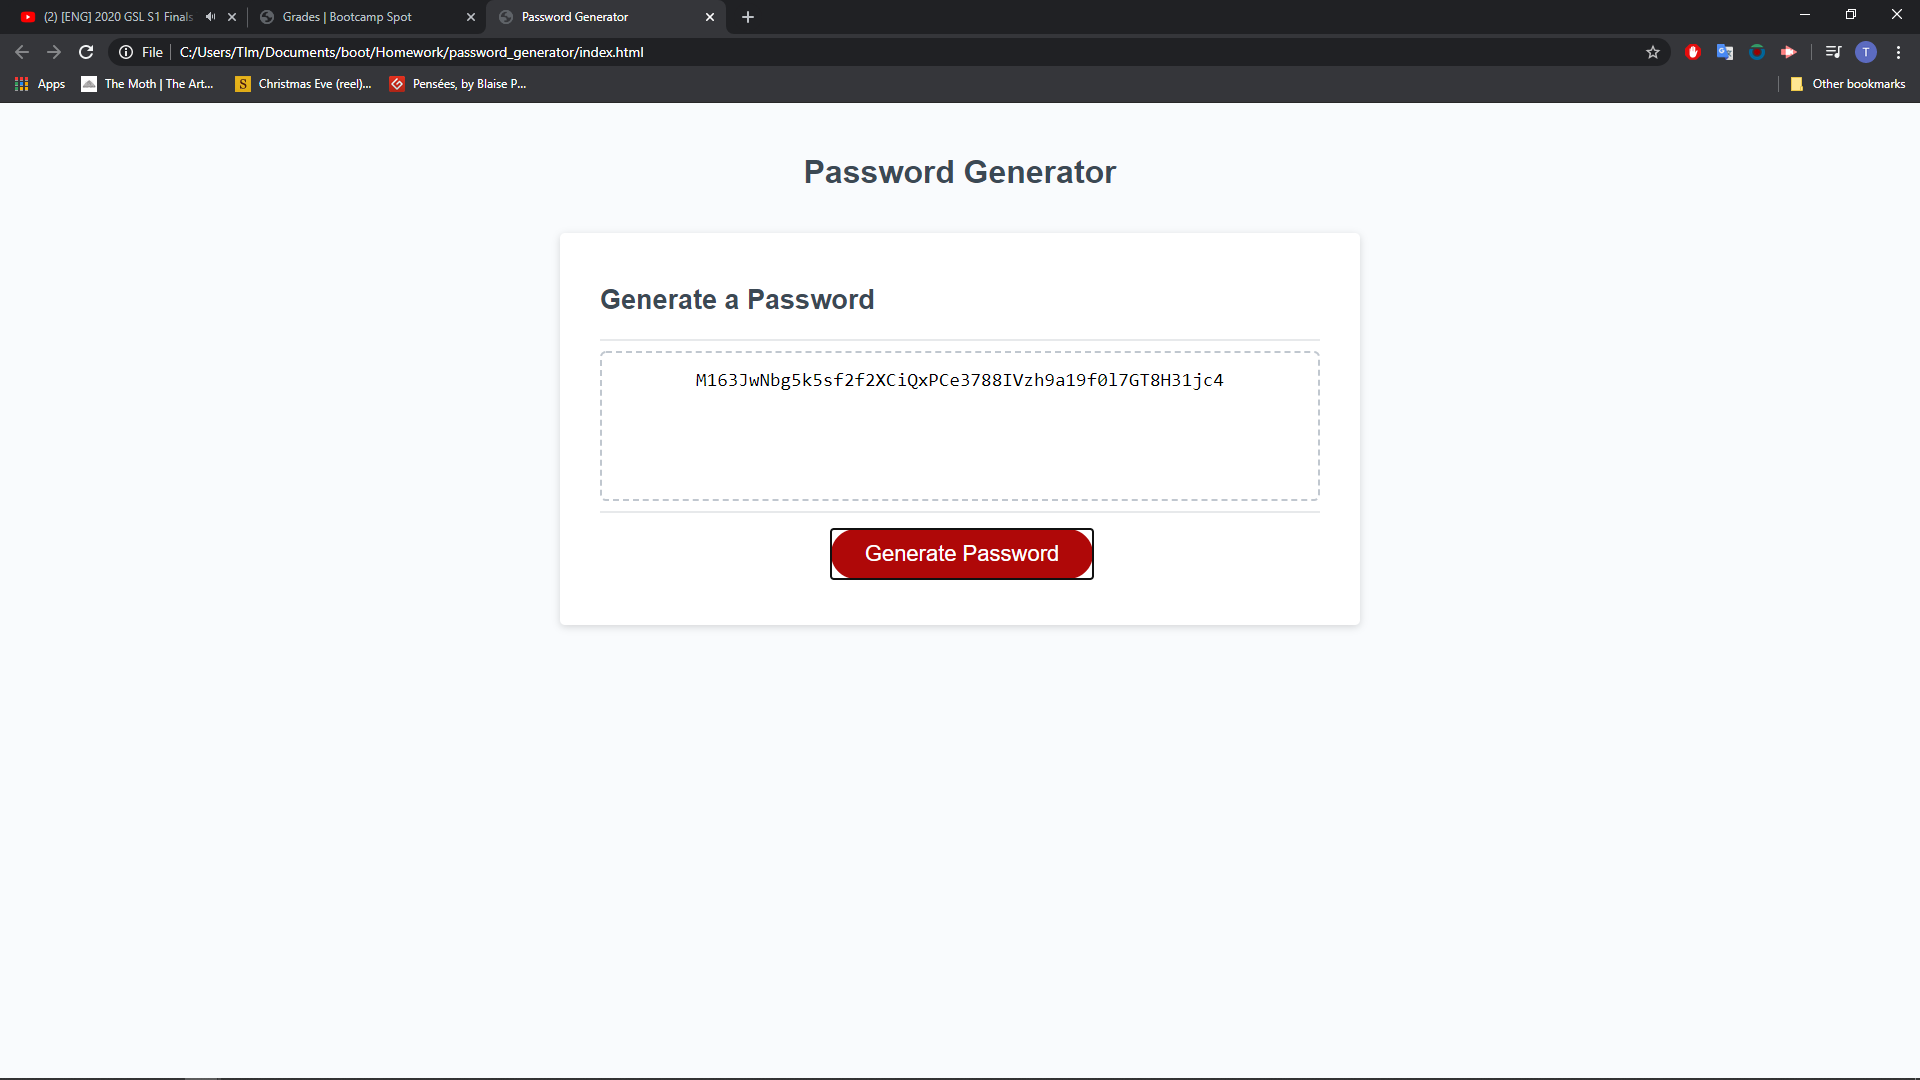 (2) [ENG] 2020 GSL S1 Finals
Grades | Bootcamp Spot
Password Generator
File
C:/Users/TIm/Documents/boot/Homework/password_generator/index.html
T
Apps
The Moth | The Art...
S
Christmas Eve (reel)...
Pensées, by Blaise P...
Other bookmarks
Password Generator
Generate a Password
M163JwNbg5k5sf2f2XCiQxPCe3788IVzh9a19f0l7GT8H31jc4
Generate Password